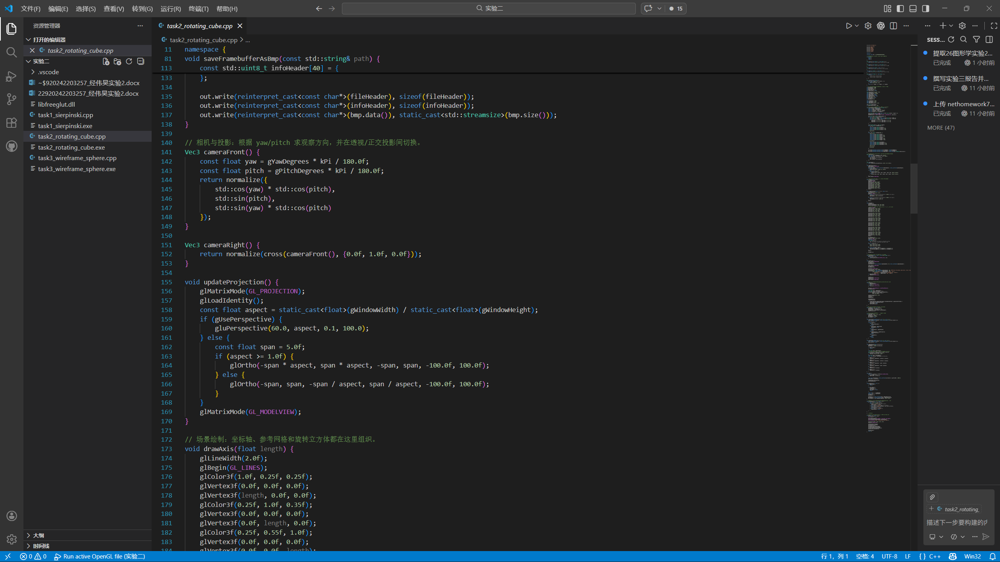 文件(F) 编辑(E) 选择(S) 查看(V) 转到(G) 运行(R) 终端(T) 帮助(H) 实验二 15
资源管理器
打开的编辑器
task2_rotating_cube.cpp
实验二
.vscode
~$920242203257_经伟昊实验2.docx
22920242203257_经伟昊实验2.docx
libfreeglut.dll
task1_sierpinski.cpp
task1_sierpinski.exe
task2_rotating_cube.cpp
task2_rotating_cube.exe
task3_wireframe_sphere.cpp
task3_wireframe_sphere.exe
大纲
时间线
task2_rotating_cube.cpp
task2_rotating_cube.cpp > ...
11 namespace {
81 void saveFramebufferAsBmp(const std::string& path) {
113     const std::uint8_t infoHeader[40] = {
133     };
134
135     out.write(reinterpret_cast<const char*>(fileHeader), sizeof(fileHeader));
136     out.write(reinterpret_cast<const char*>(infoHeader), sizeof(infoHeader));
137     out.write(reinterpret_cast<const char*>(bmp.data()), static_cast<std::streamsize>(bmp.size()));
138 }
139
140 // 相机与投影：根据 yaw/pitch 求观察方向，并在透视/正交投影间切换。
141 Vec3 cameraFront() {
142     const float yaw = gYawDegrees * kPi / 180.0f;
143     const float pitch = gPitchDegrees * kPi / 180.0f;
144     return normalize({
145         std::cos(yaw) * std::cos(pitch),
146         std::sin(pitch),
147         std::sin(yaw) * std::cos(pitch)
148     });
149 }
150
151 Vec3 cameraRight() {
152     return normalize(cross(cameraFront(), {0.0f, 1.0f, 0.0f}));
153 }
154
155 void updateProjection() {
156     glMatrixMode(GL_PROJECTION);
157     glLoadIdentity();
158     const float aspect = static_cast<float>(gWindowWidth) / static_cast<float>(gWindowHeight);
159     if (gUsePerspective) {
160         gluPerspective(60.0, aspect, 0.1, 100.0);
161     } else {
162         const float span = 5.0f;
163         if (aspect >= 1.0f) {
164             glOrtho(-span * aspect, span * aspect, -span, span, -100.0f, 100.0f);
165         } else {
166             glOrtho(-span, span, -span / aspect, span / aspect, -100.0f, 100.0f);
167         }
168     }
169     glMatrixMode(GL_MODELVIEW);
170 }
171
172 // 场景绘制：坐标轴、参考网格和旋转立方体都在这里组织。
173 void drawAxis(float length) {
174     glLineWidth(2.0f);
175     glBegin(GL_LINES);
176     glColor3f(1.0f, 0.25f, 0.25f);
177     glVertex3f(0.0f, 0.0f, 0.0f);
178     glVertex3f(length, 0.0f, 0.0f);
179     glColor3f(0.25f, 1.0f, 0.35f);
180     glVertex3f(0.0f, 0.0f, 0.0f);
181     glVertex3f(0.0f, length, 0.0f);
182     glColor3f(0.25f, 0.55f, 1.0f);
183     glVertex3f(0.0f, 0.0f, 0.0f);
184     glVertex3f(0.0f, 0.0f, length);
SESS...
提取26图形学实验2...
已完成 1 小时前
撰写实验三报告并...
已完成 11 小时前
上传 nethomework7...
已完成 11 小时前
MORE (47)
task2_rotating_
描述下一步要构建的
0 0 Run active OpenGL file (实验二) 行 1，列 1 空格: 4 UTF-8 LF {} C++ Win32